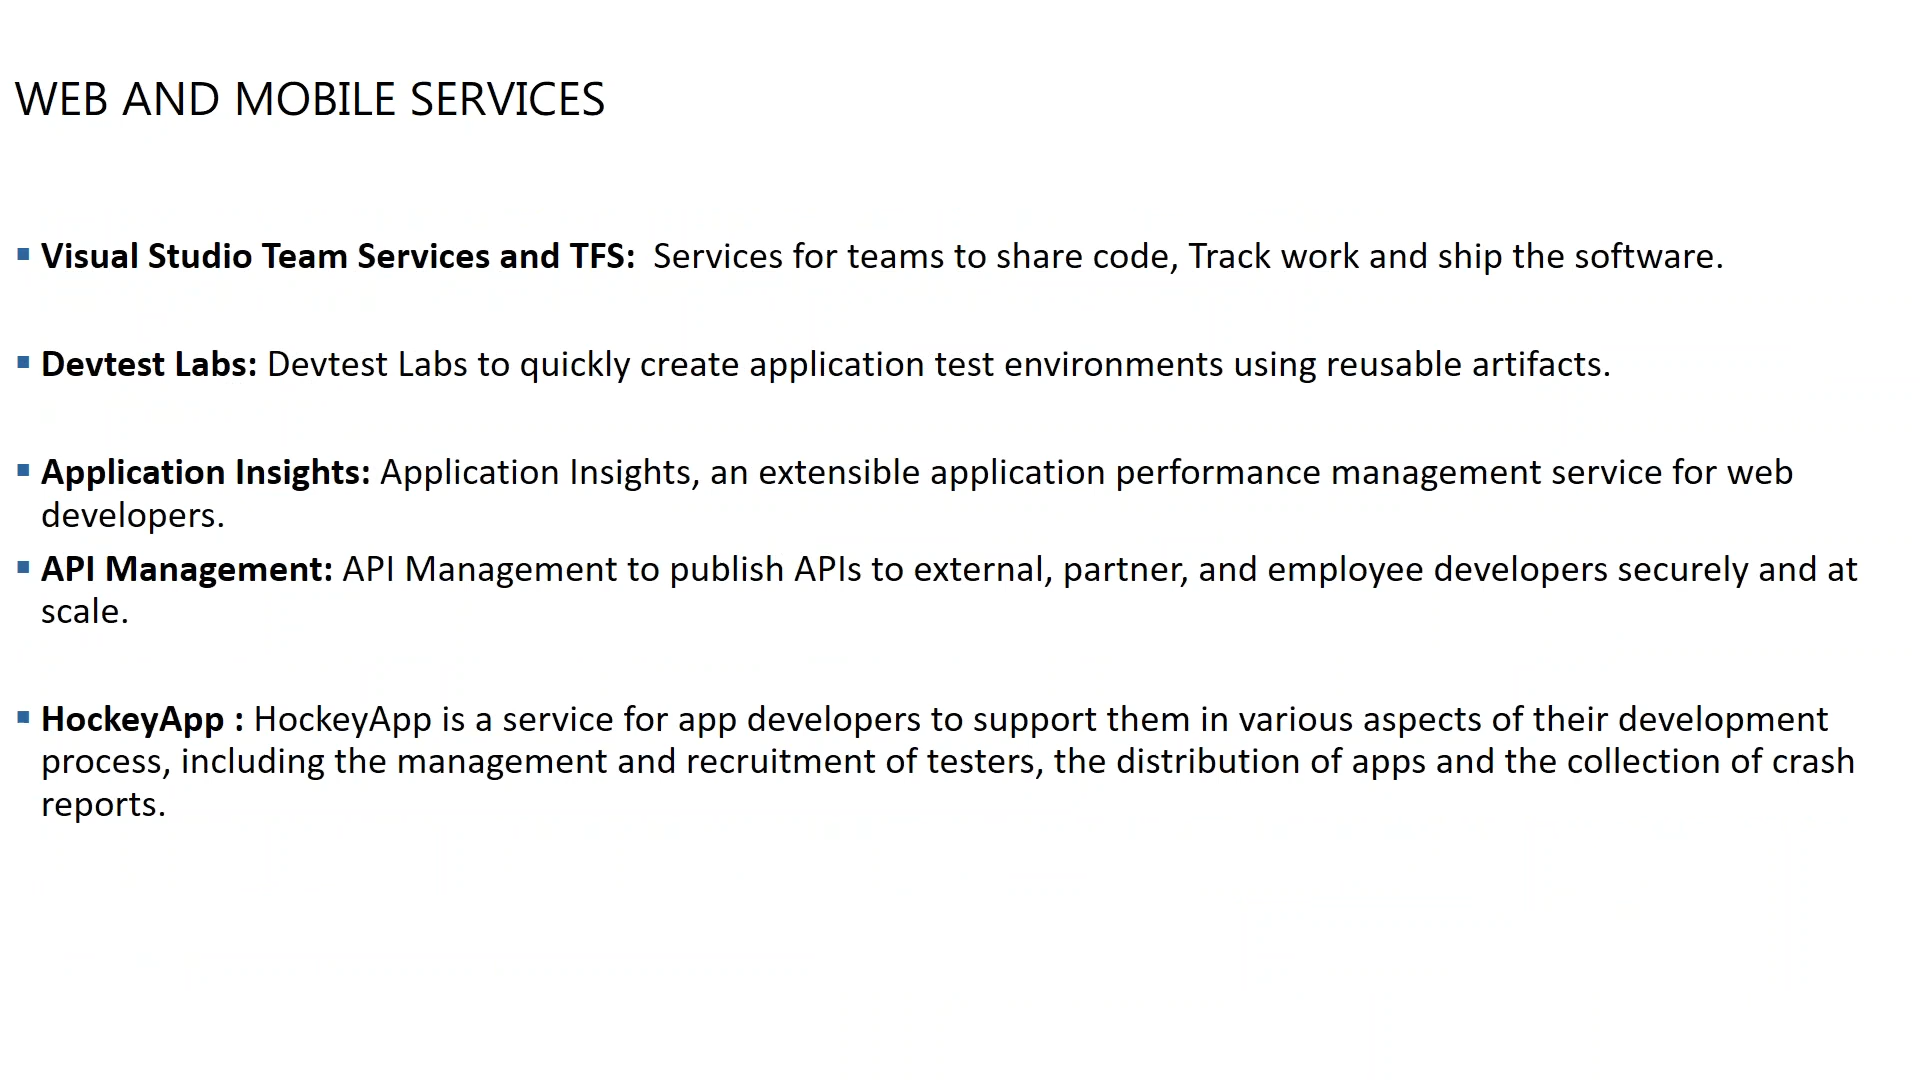 WEB AND MOBILE SERVICES
▪ Visual Studio Team Services and TFS:  Services for teams to share code, Track work and ship the software.
▪ Devtest Labs: Devtest Labs to quickly create application test environments using reusable artifacts.
▪ Application Insights: Application Insights, an extensible application performance management service for web
developers.
▪ API Management: API Management to publish APIs to external, partner, and employee developers securely and at
scale.
▪ HockeyApp : HockeyApp is a service for app developers to support them in various aspects of their development
process, including the management and recruitment of testers, the distribution of apps and the collection of crash
reports.